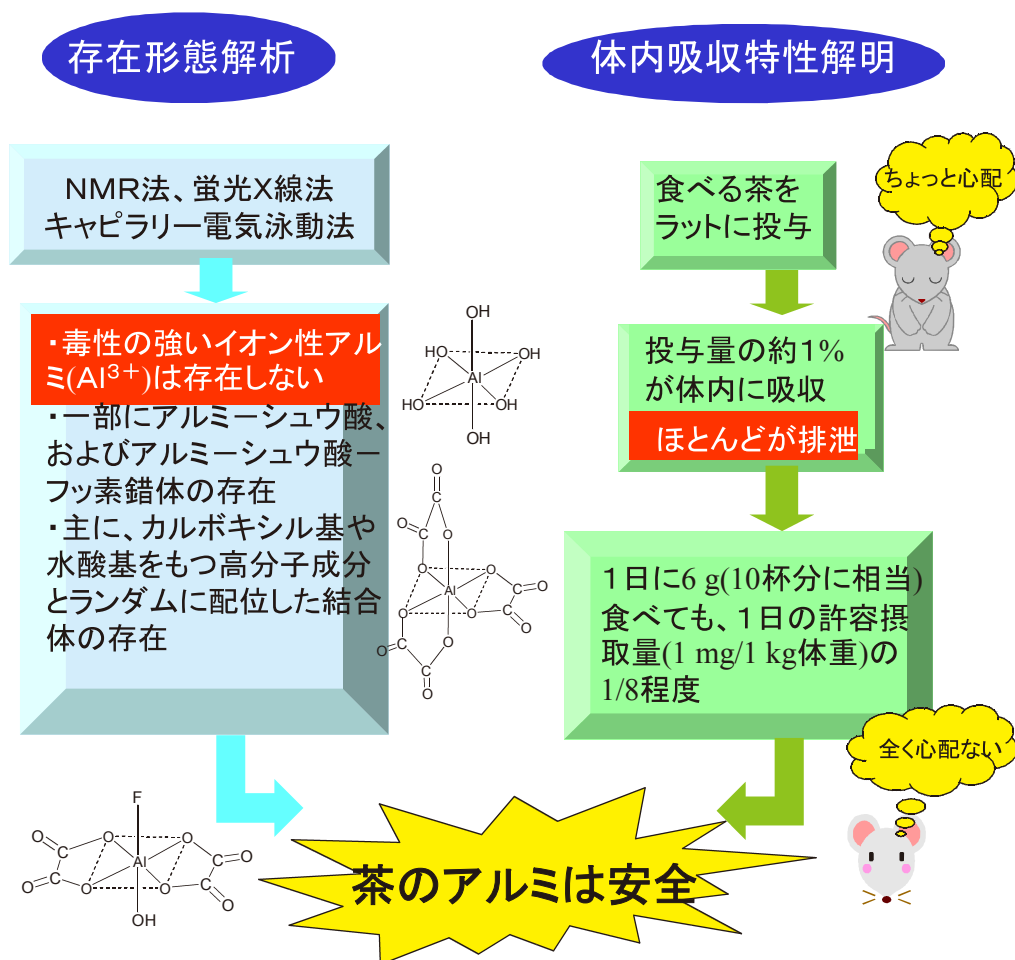 存在形態解析
NMR法、蛍光X線法
キャピラリー電気泳動法
・毒性の強いイオン性アル
ミ(Al³⁺)は存在しない
・一部にアルミーシュウ酸、
およびアルミーシュウ酸ー
フッ素錯体の存在
・主に、カルボキシル基や
水酸基をもつ高分子成分
とランダムに配位した結合
体の存在
OH
HO
OH
Al
HO
OH
OH
O
C
O
C
O
O
O
C
O
Al
O
O
C
O
O
C
O
C
O
F
O
O
O
C
C
O
Al
O
C
O
O
C
O
OH
体内吸収特性解明
食べる茶を
ラットに投与
ちょっと心配
投与量の約1%
が体内に吸収
ほとんどが排泄
1日に6 g(10杯分に相当)
食べても、1日の許容摂
取量(1 mg/1 kg体重)の
1/8程度
全く心配ない
茶のアルミは安全